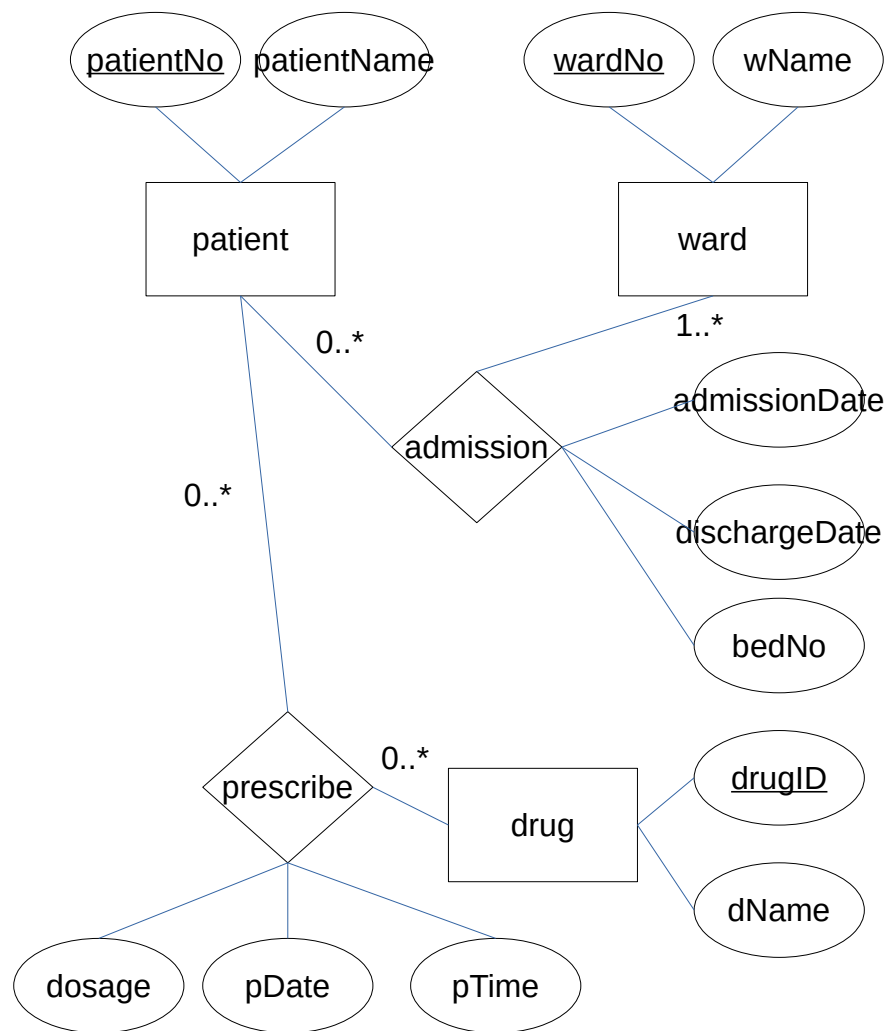 patientNo
patientName
wardNo
wName
patient
ward
0..*
1..*
admissionDate
admission
0..*
dischargeDate
bedNo
0..*
drugID
prescribe
drug
dName
dosage
pDate
pTime